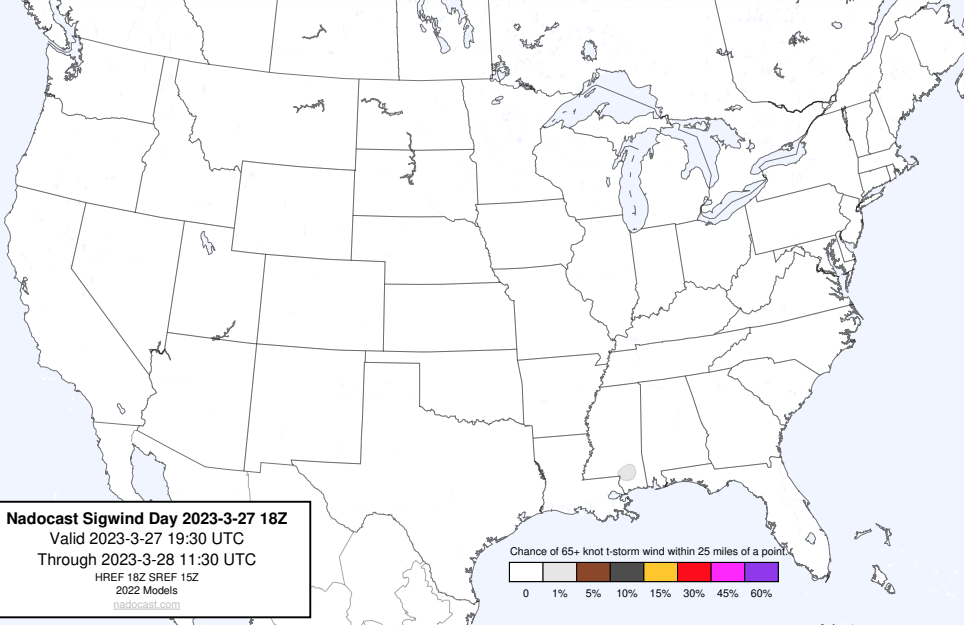 Nadocast Sigwind Day 2023-3-27 18Z
Valid 2023-3-27 19:30 UTC
Through 2023-3-28 11:30 UTC
HREF 18Z SREF 15Z
2022 Models
nadocast.com
Chance of 65+ knot t-storm wind within 25 miles of a point.
0 1% 5% 10% 15% 30% 45% 60%